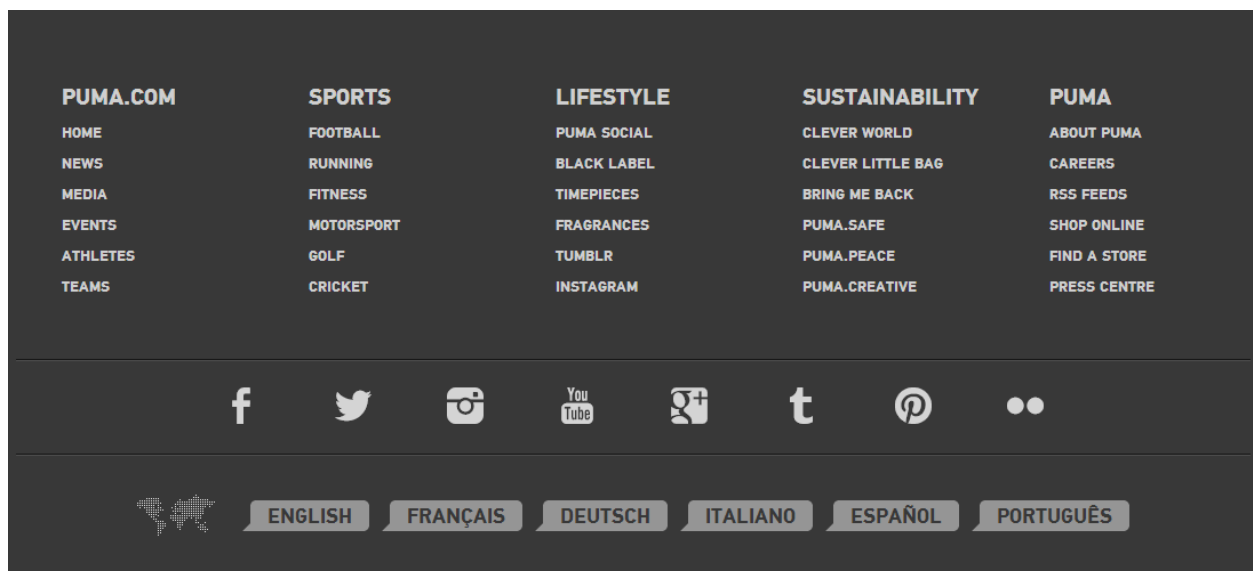 PUMA.COM
HOME
NEWS
MEDIA
EVENTS
ATHLETES
TEAMS
SPORTS
FOOTBALL
RUNNING
FITNESS
MOTORSPORT
GOLF
CRICKET
LIFESTYLE
PUMA SOCIAL
BLACK LABEL
TIMEPIECES
FRAGRANCES
TUMBLR
INSTAGRAM
SUSTAINABILITY
CLEVER WORLD
CLEVER LITTLE BAG
BRING ME BACK
PUMA.SAFE
PUMA.PEACE
PUMA.CREATIVE
PUMA
ABOUT PUMA
CAREERS
RSS FEEDS
SHOP ONLINE
FIND A STORE
PRESS CENTRE
You
Tube
ENGLISH FRANÇAIS DEUTSCH ITALIANO ESPAÑOL PORTUGUÊS